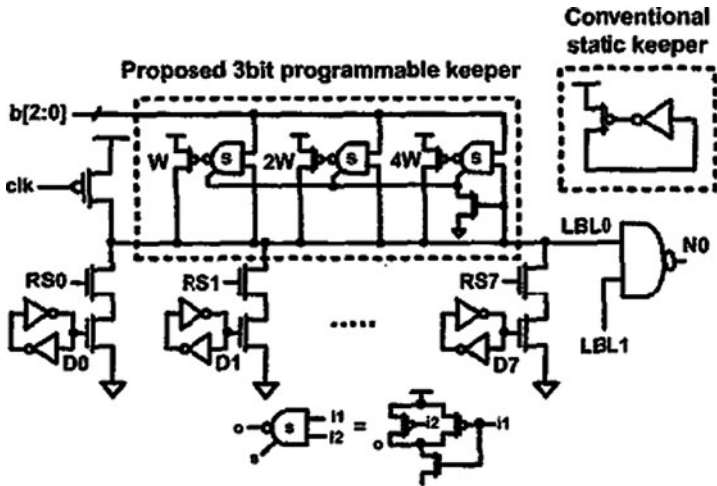 Conventional
static keeper
Proposed 3bit programmable keeper
b[2:0]
W
s
2W
s
4W
s
clk
LBL0
N0
RS0
RS1
RS7
LBL1
D0
D1
.....
D7
o
s
i1
i2
s
=
o
i2
i1